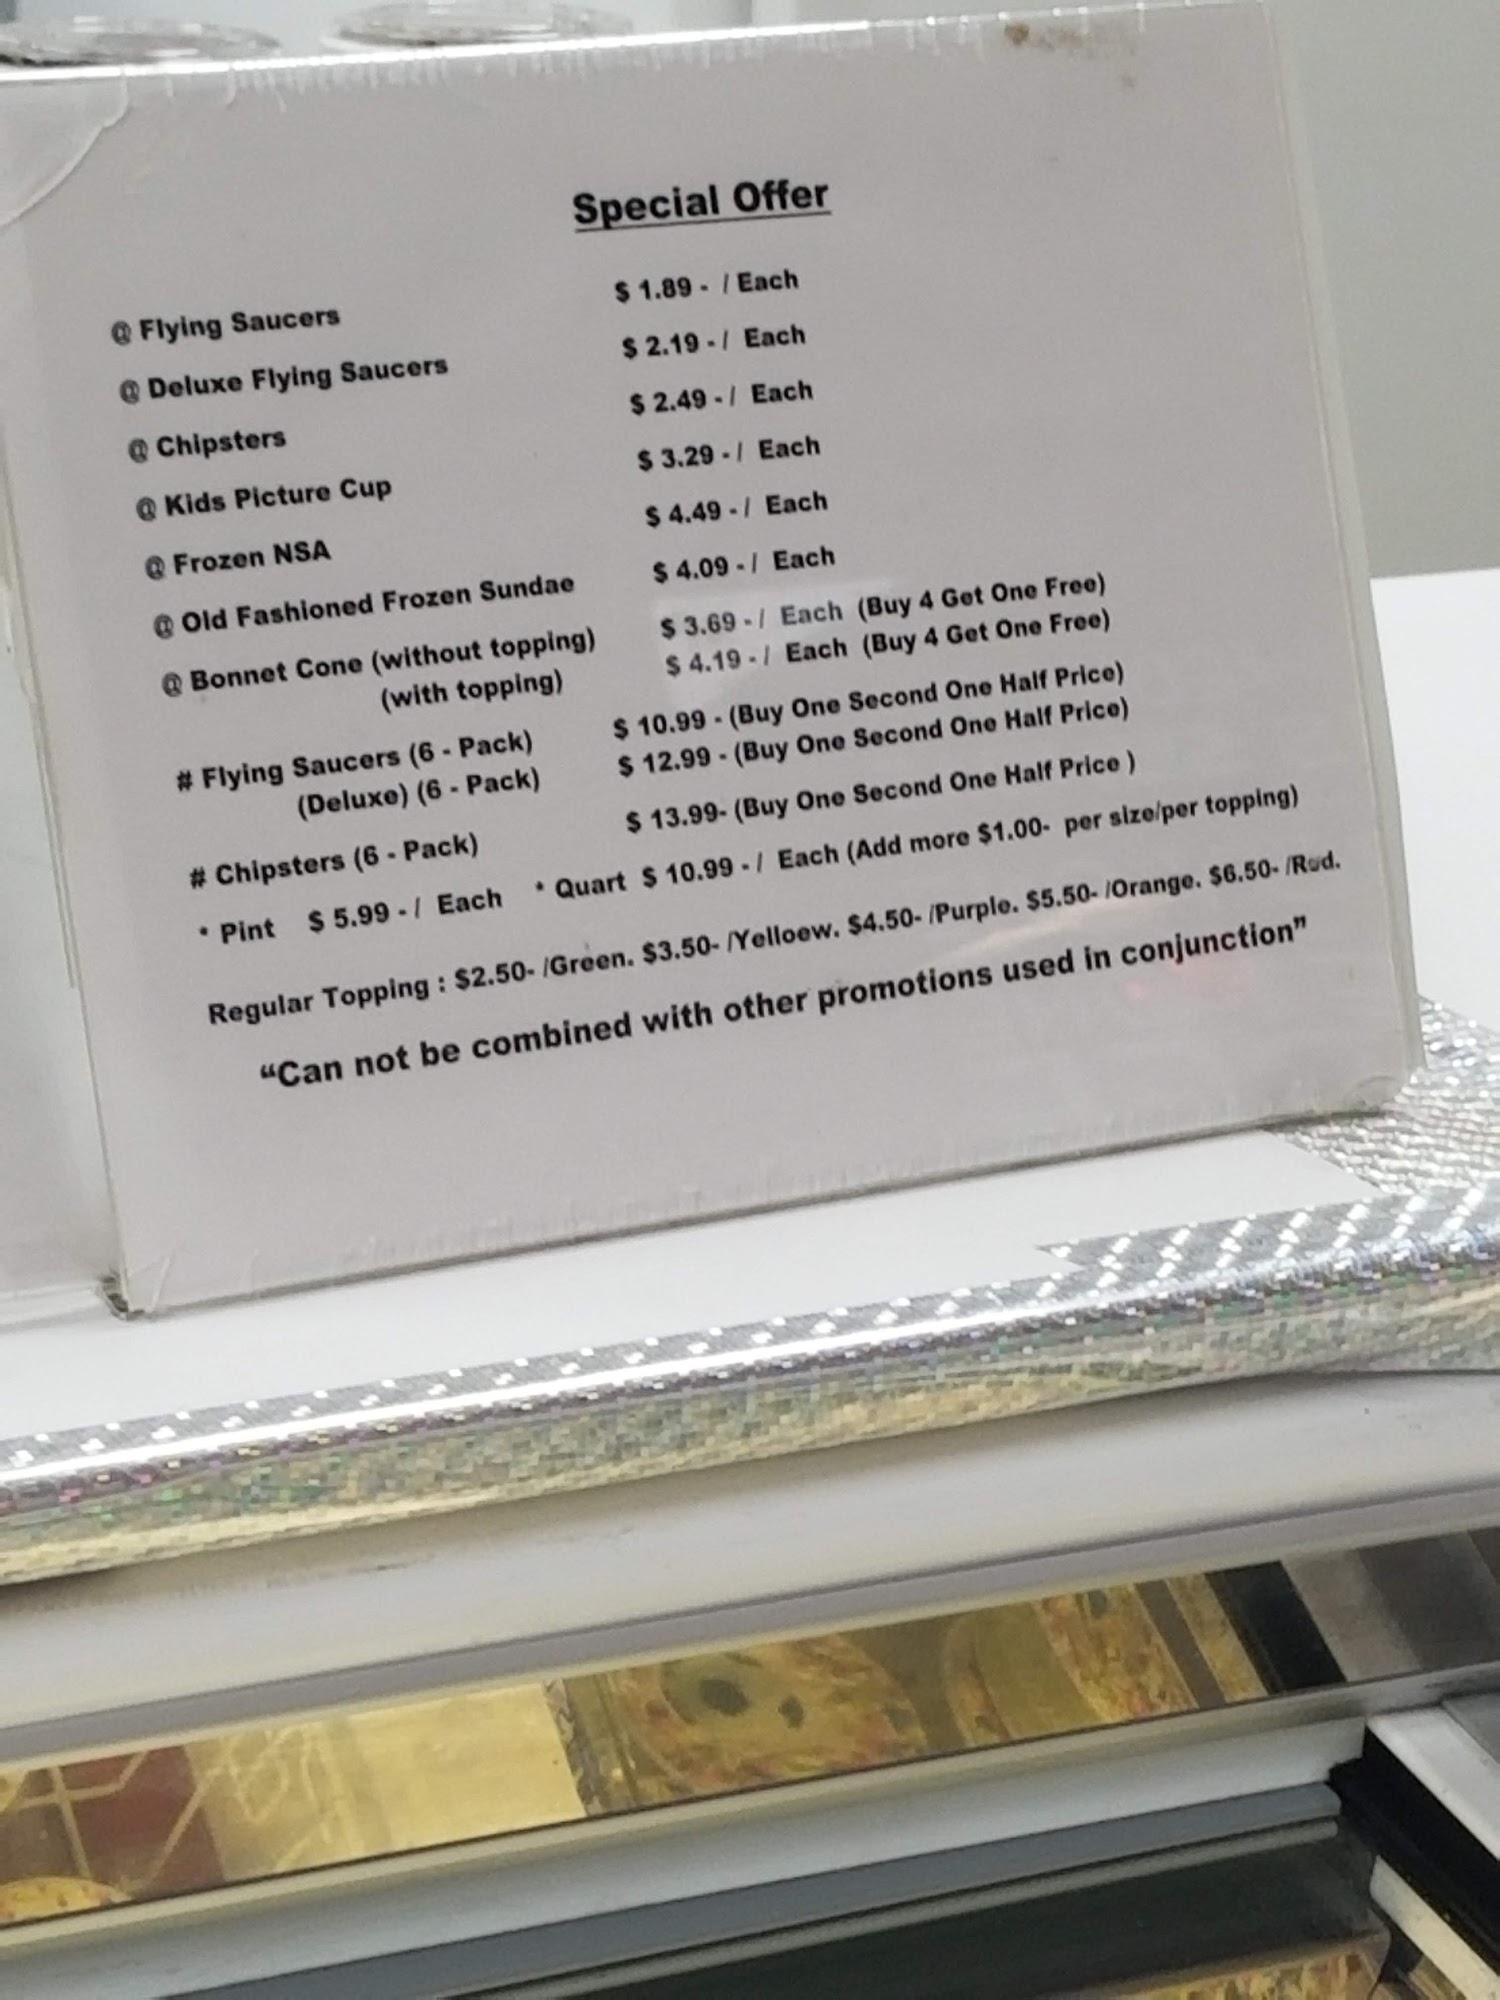 Special Offer
@ Flying Saucers $ 1.89 - / Each
@ Deluxe Flying Saucers $ 2.19 - / Each
@ Chipsters $ 2.49 - / Each
@ Kids Picture Cup $ 3.29 - / Each
@ Frozen NSA $ 4.49 - / Each
@ Old Fashioned Frozen Sundae $ 4.09 - / Each
@ Bonnet Cone (without topping) $ 3.69 - / Each (Buy 4 Get One Free)
(with topping) $ 4.19 - / Each (Buy 4 Get One Free)
# Flying Saucers (6 - Pack) $ 10.99 - (Buy One Second One Half Price)
(Deluxe) (6 - Pack) $ 12.99 - (Buy One Second One Half Price)
# Chipsters (6 - Pack) $ 13.99- (Buy One Second One Half Price )
* Pint $ 5.99 - / Each * Quart $ 10.99 - / Each (Add more $1.00- per size/per topping)
Regular Topping : $2.50- /Green. $3.50- /Yelloew. $4.50- /Purple. $5.50- /Orange. $6.50- /Red.
“Can not be combined with other promotions used in conjunction”